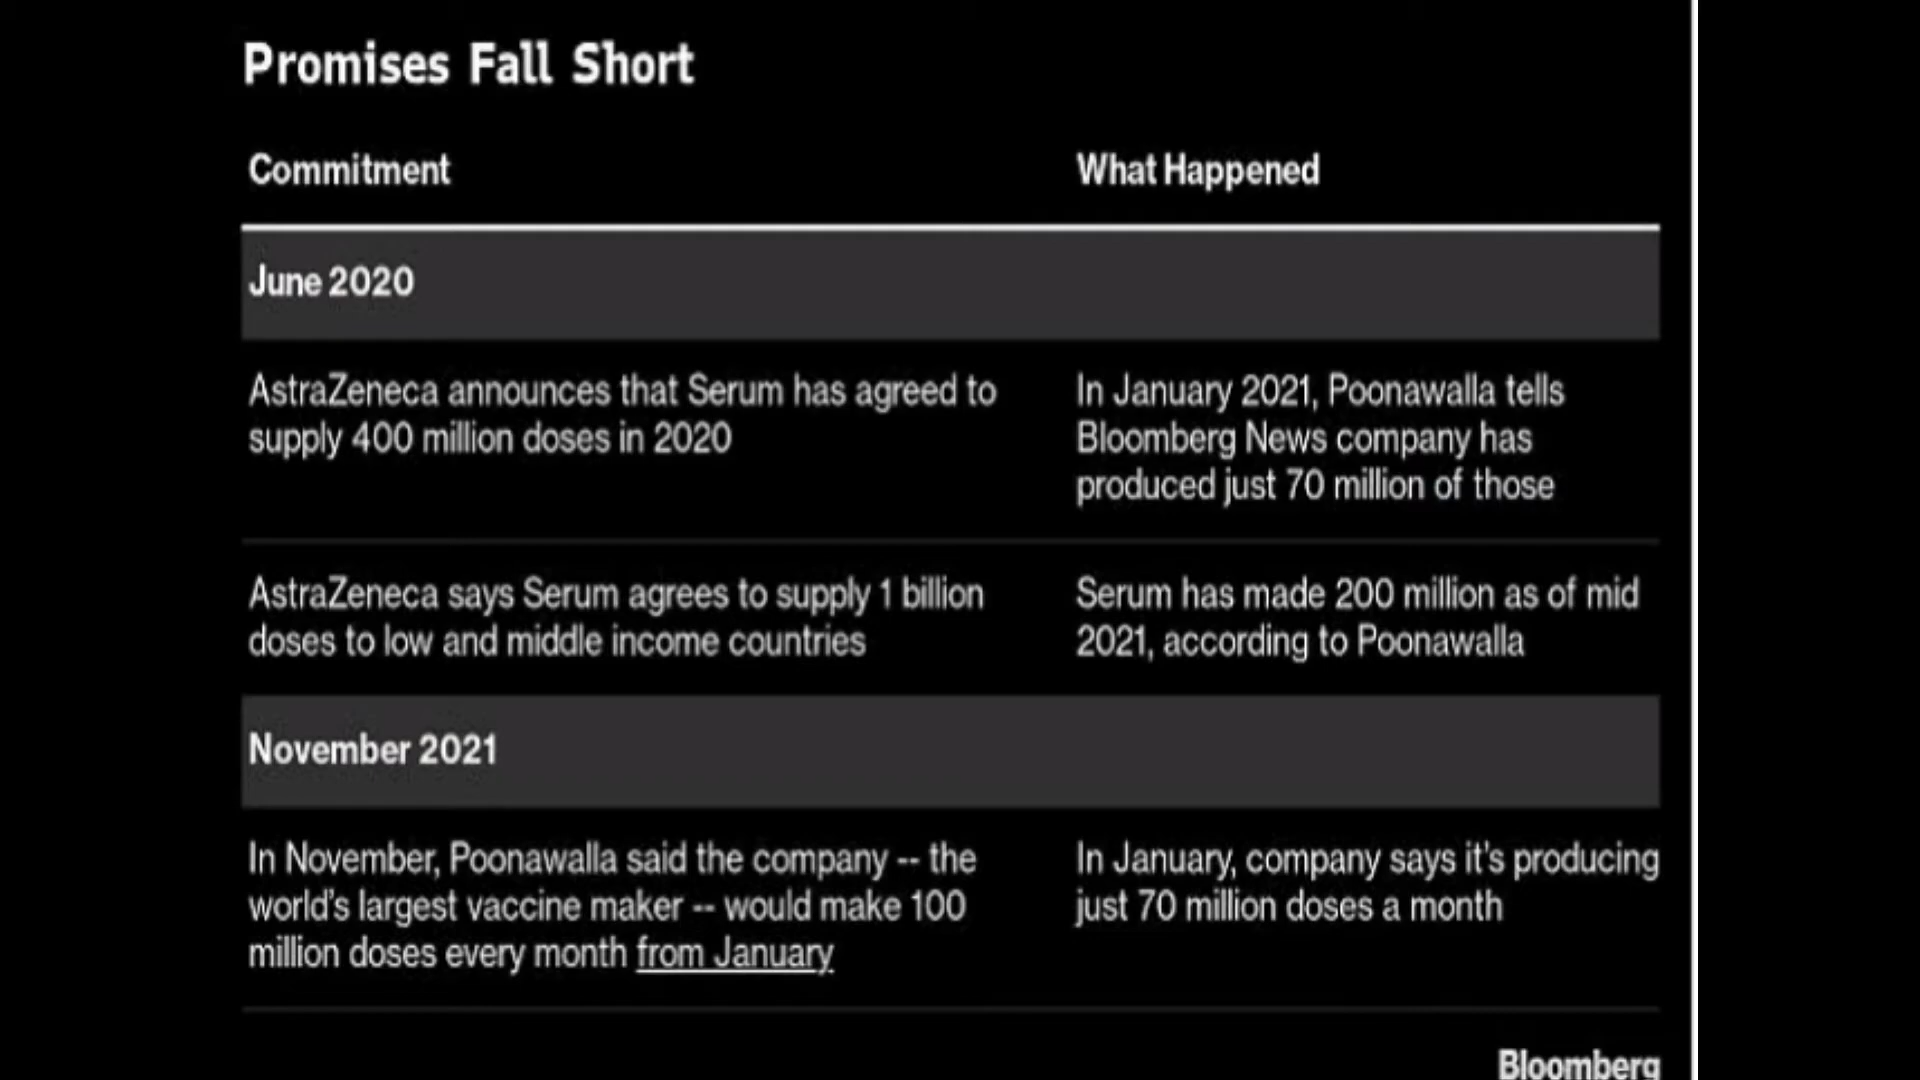 Promises Fall Short
Commitment
What Happened
June 2020
AstraZeneca announces that Serum has agreed to
supply 400 million doses in 2020
In January 2021, Poonawalla tells
Bloomberg News company has
produced just 70 million of those
AstraZeneca says Serum agrees to supply 1 billion
doses to low and middle income countries
Serum has made 200 million as of mid
2021, according to Poonawalla
November 2021
In November, Poonawalla said the company -- the
world's largest vaccine maker -- would make 100
million doses every month from January
In January, company says it's producing
just 70 million doses a month
Bloomberg